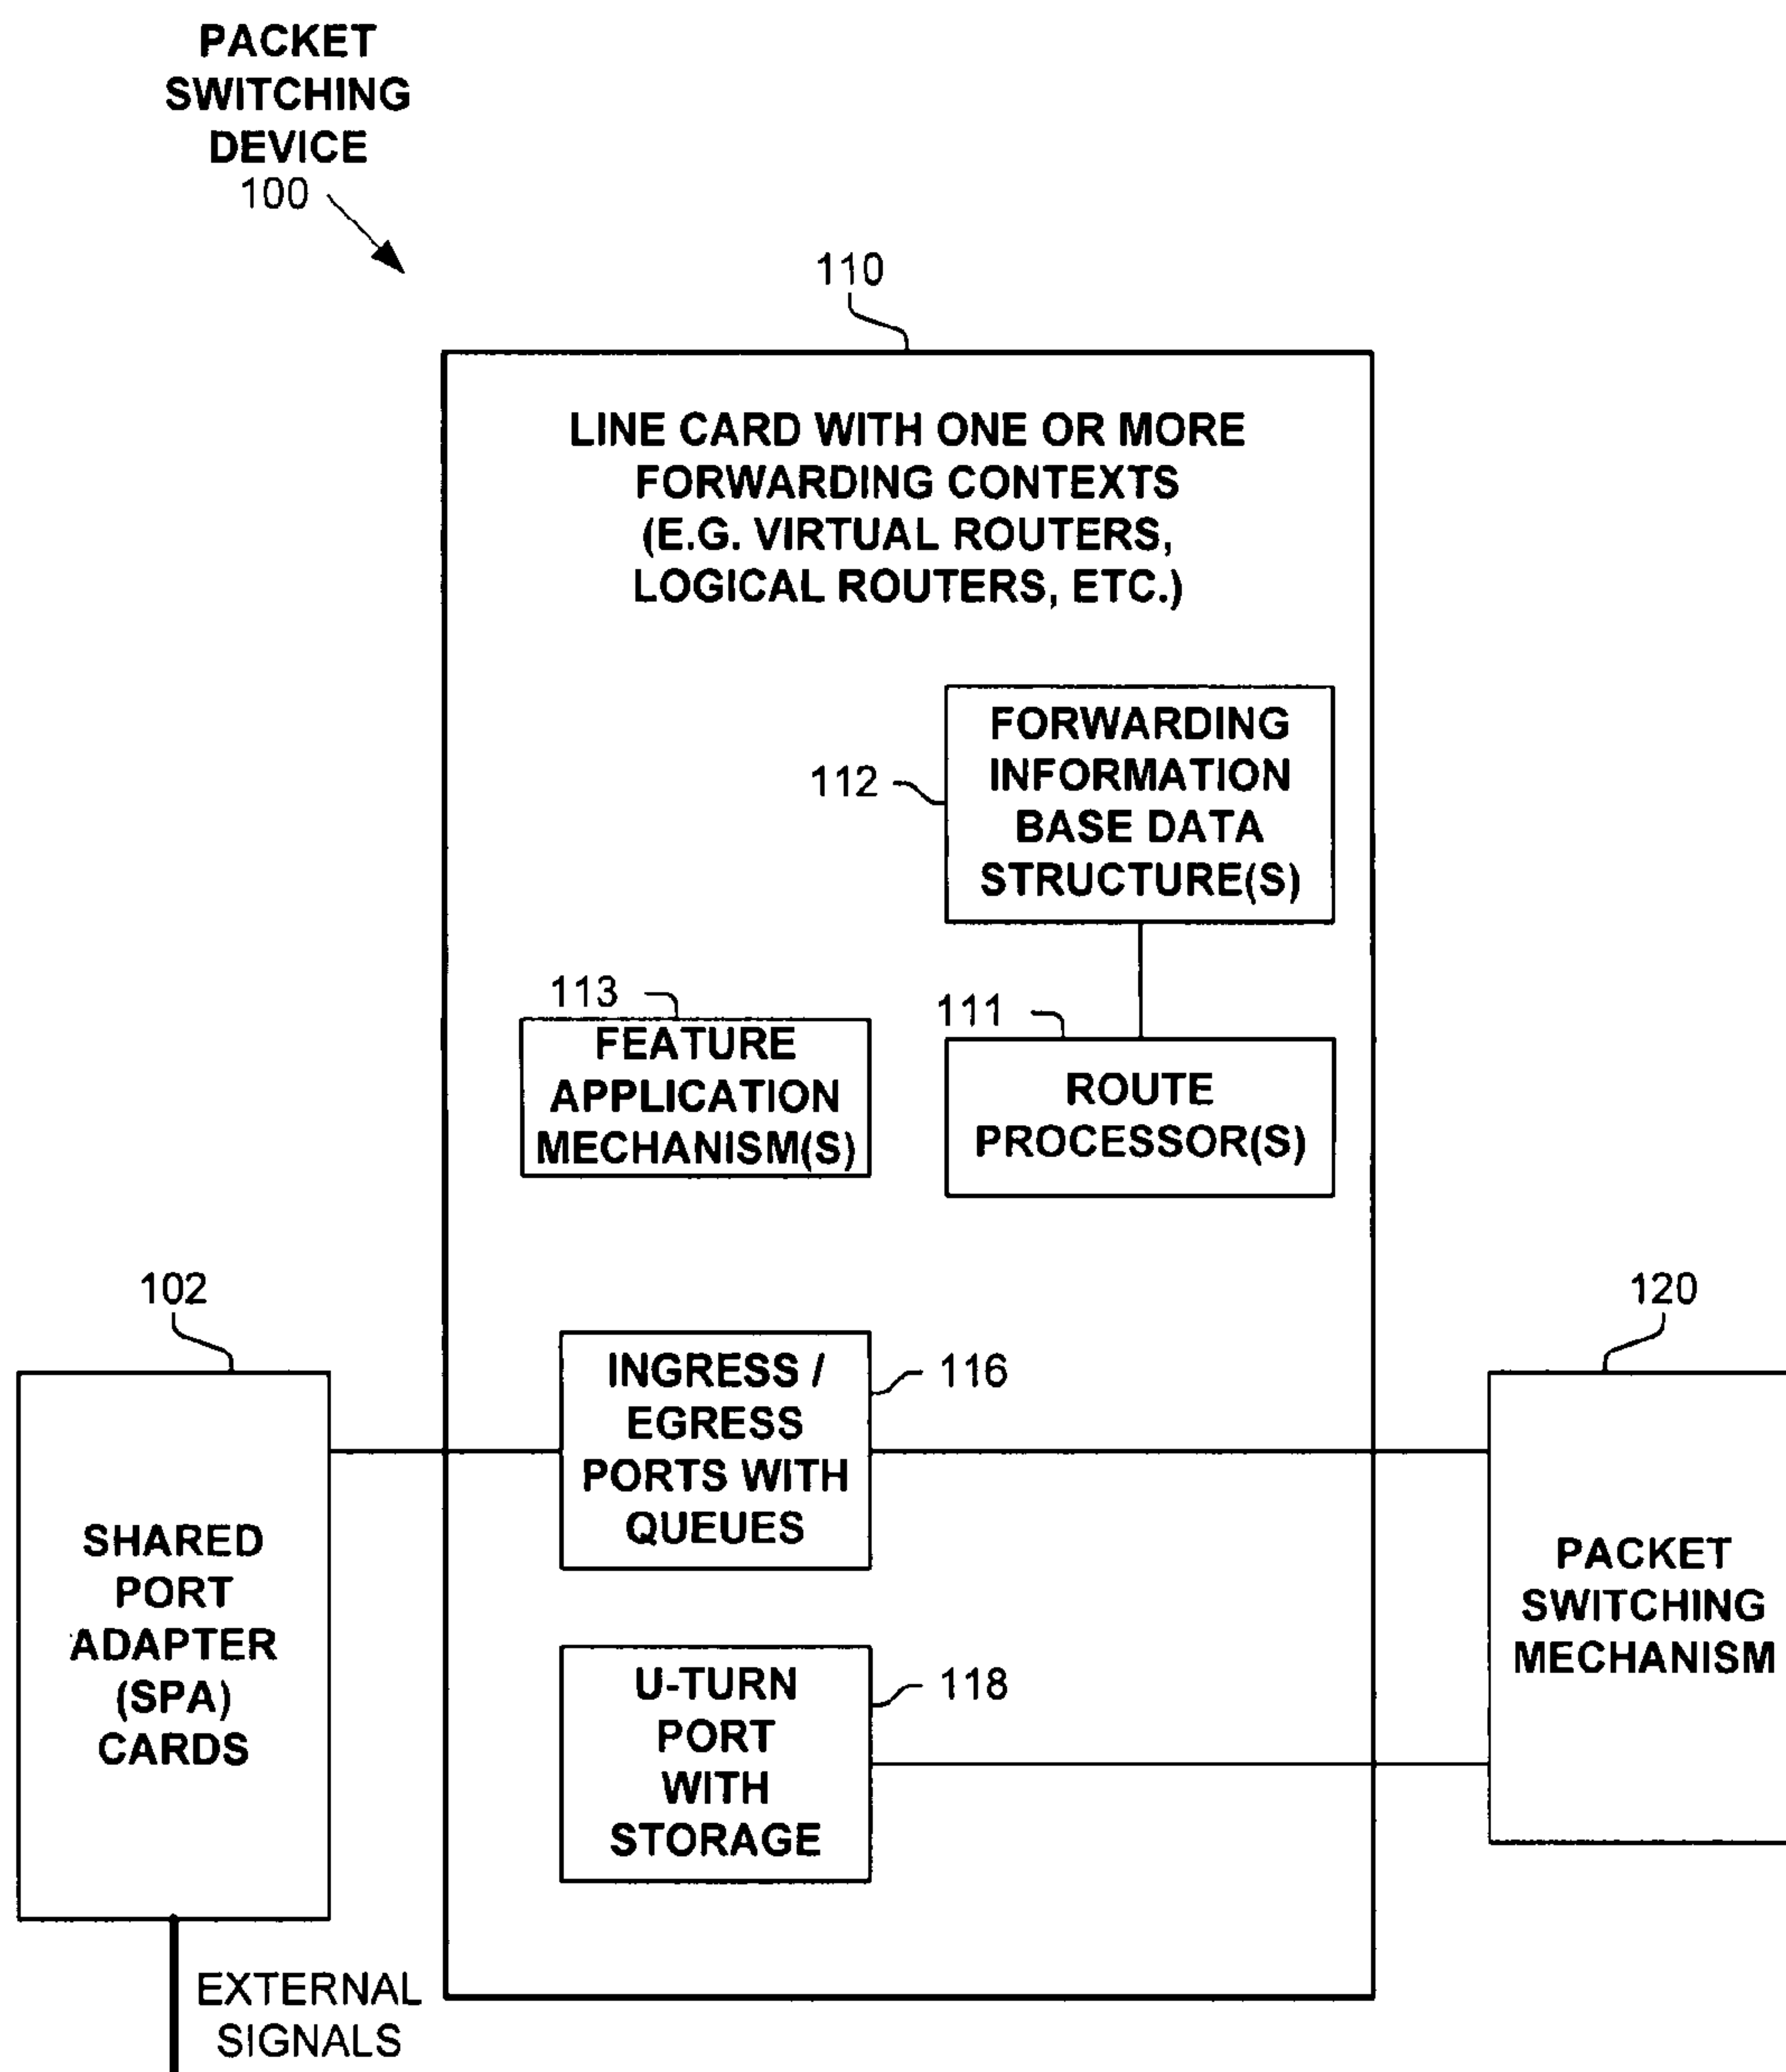 PACKET
SWITCHING
DEVICE
100
110
LINE CARD WITH ONE OR MORE
FORWARDING CONTEXTS
(E.G. VIRTUAL ROUTERS,
LOGICAL ROUTERS, ETC.)
112
FORWARDING
INFORMATION
BASE DATA
STRUCTURE(S)
113
FEATURE
APPLICATION
MECHANISM(S)
111
ROUTE
PROCESSOR(S)
102
SHARED
PORT
ADAPTER
(SPA)
CARDS
INGRESS /
EGRESS
PORTS WITH
QUEUES
116
U-TURN
PORT
WITH
STORAGE
118
120
PACKET
SWITCHING
MECHANISM
EXTERNAL
SIGNALS